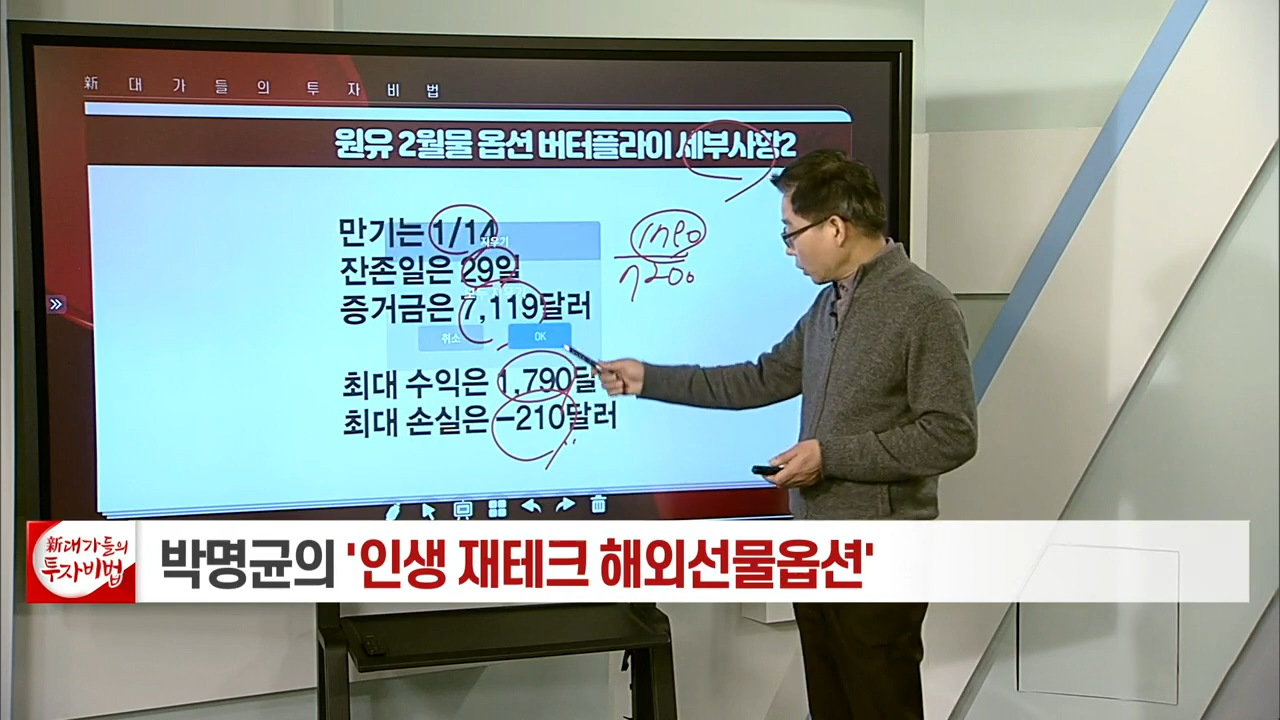 新 대 가 들 의 투 자 비 법
원유 2월물 옵션 버터플라이 세부사항2
만기는 1/14
잔존일은 29일
증거금은 7,119달러
지우기
취소
OK
최대 수익은 1,790달
최대 손실은 -210달러
新대가들의
투자비법
박명균의 '인생 재테크 해외선물옵션'